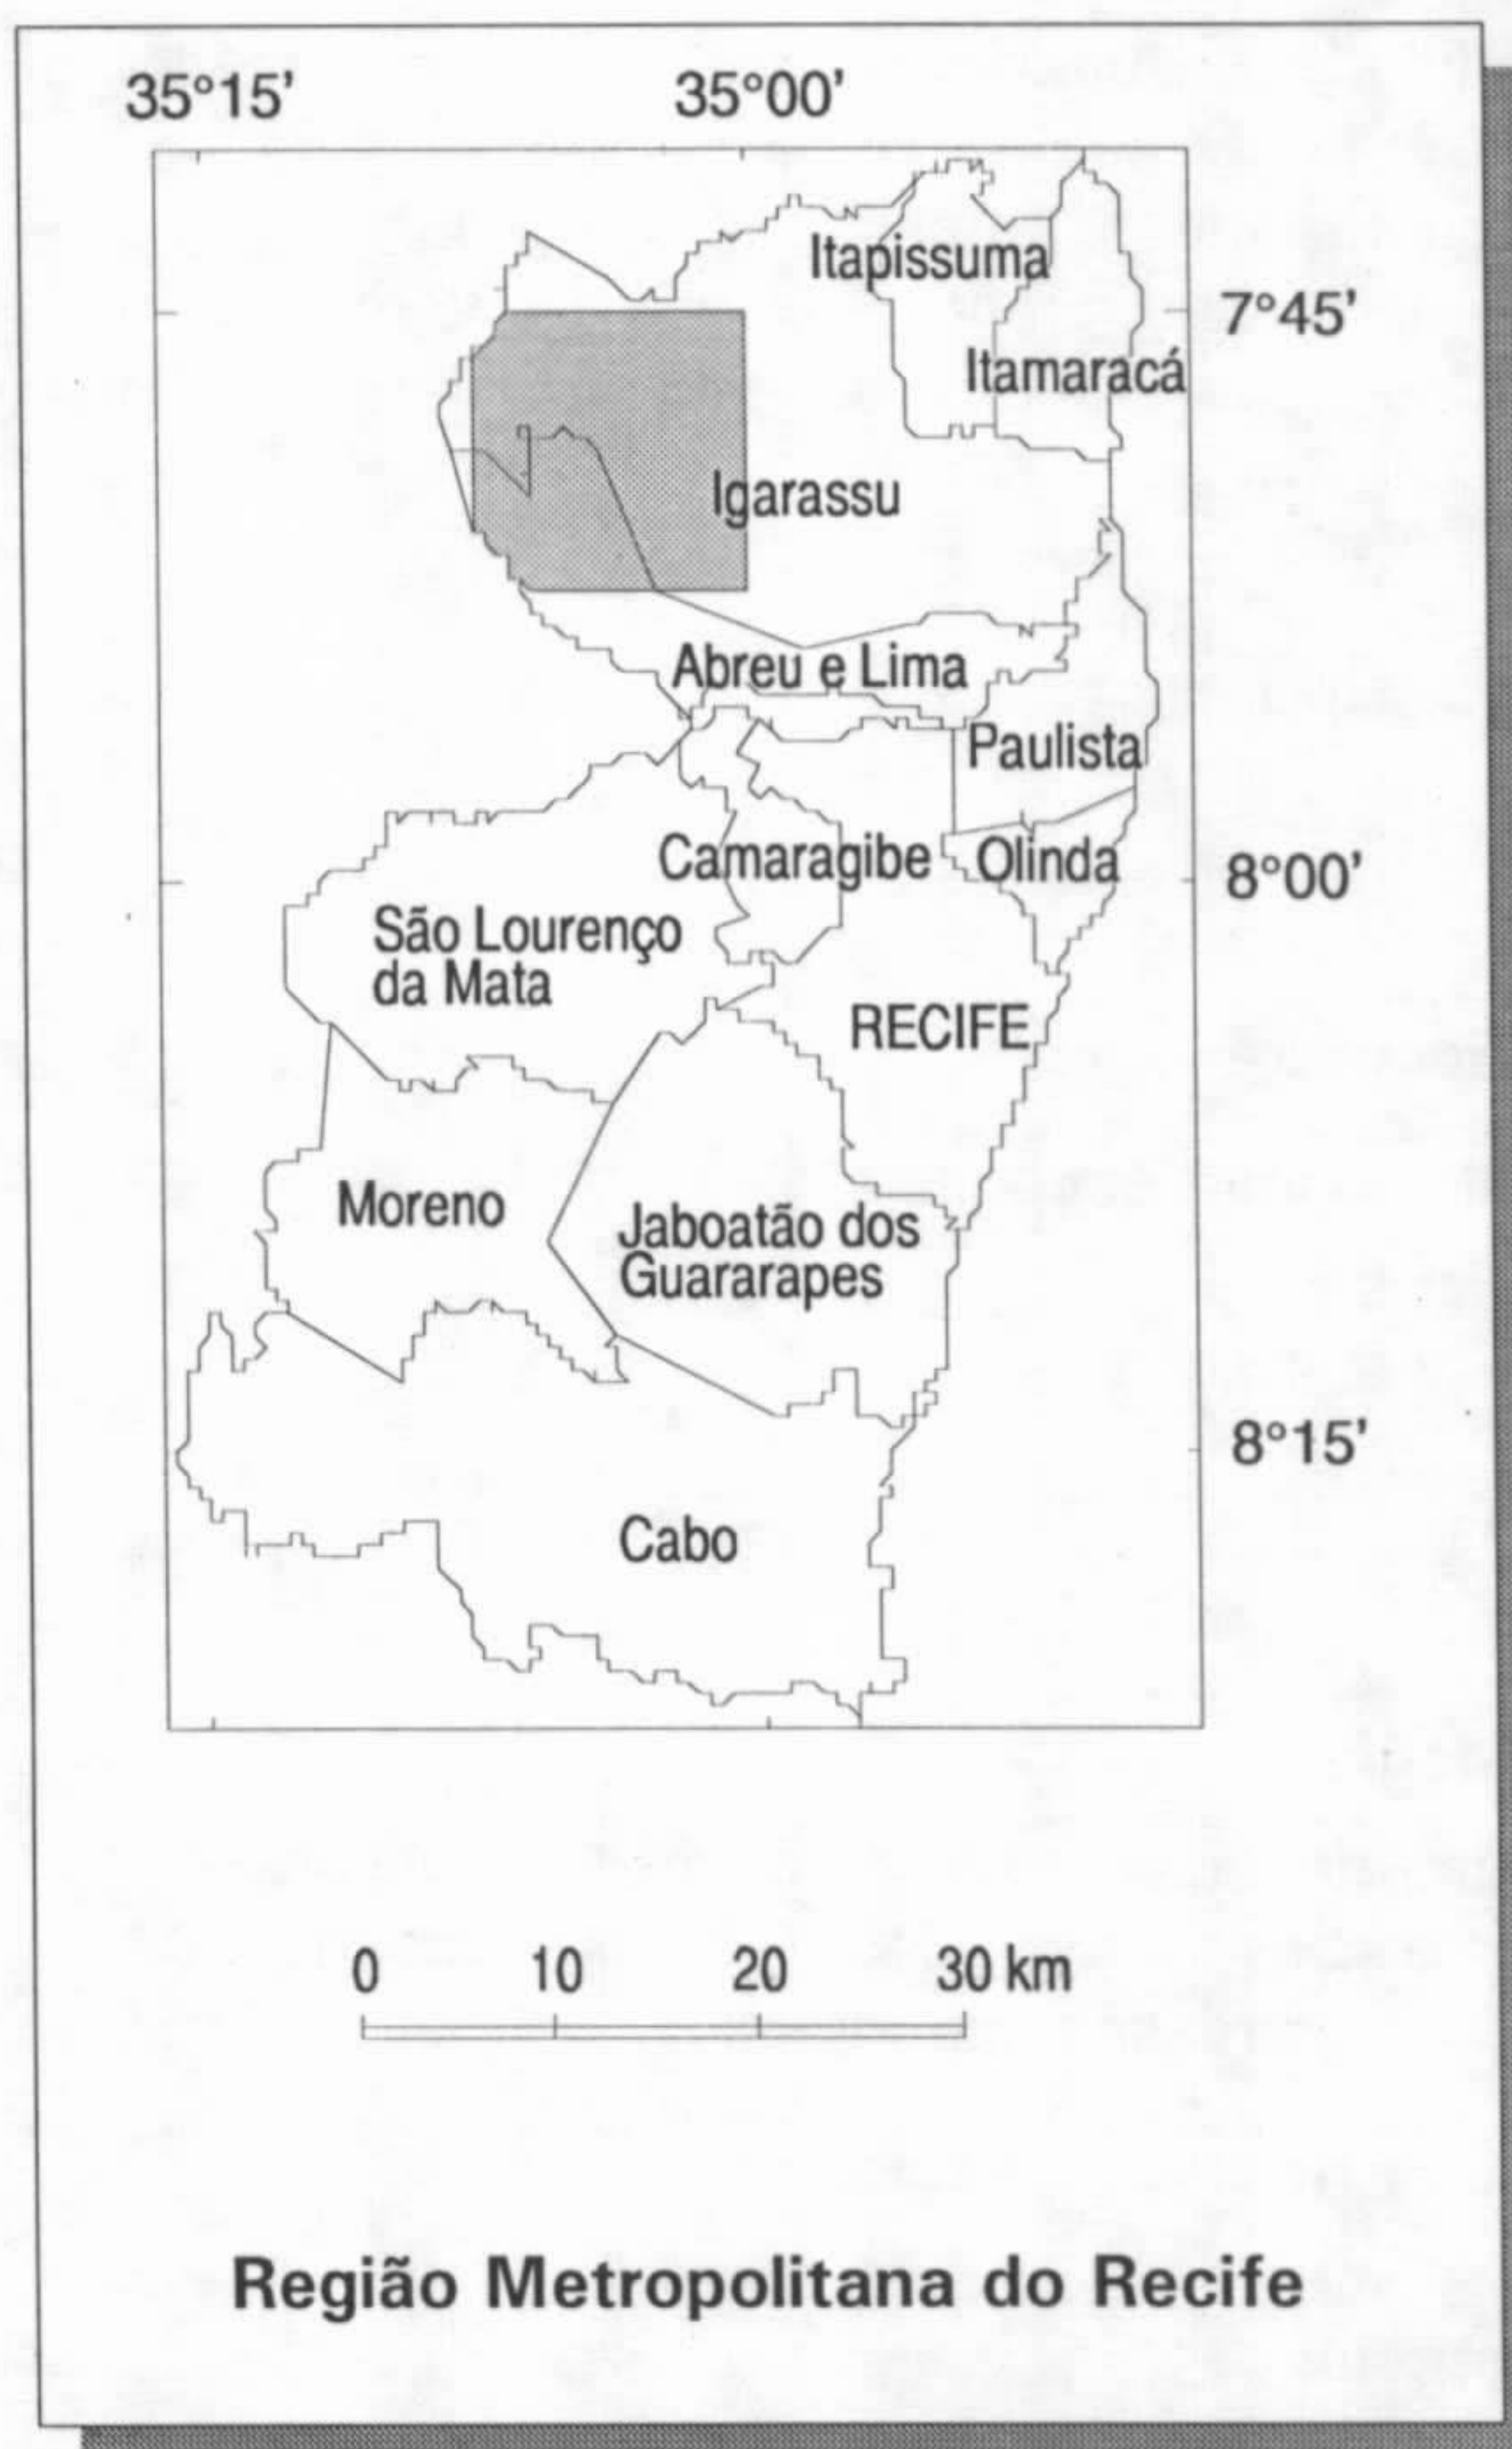 35°15'
35°00'
Itapissuma
7°45'
Itamaracá
Igarassu
Abreu e Lima
Paulista
Camaragibe
Olinda
8°00'
São Lourenço
da Mata
RECIFE
Moreno
Jaboatão dos
Guararapes
8°15'
Cabo
0 10 20 30 km
Região Metropolitana do Recife